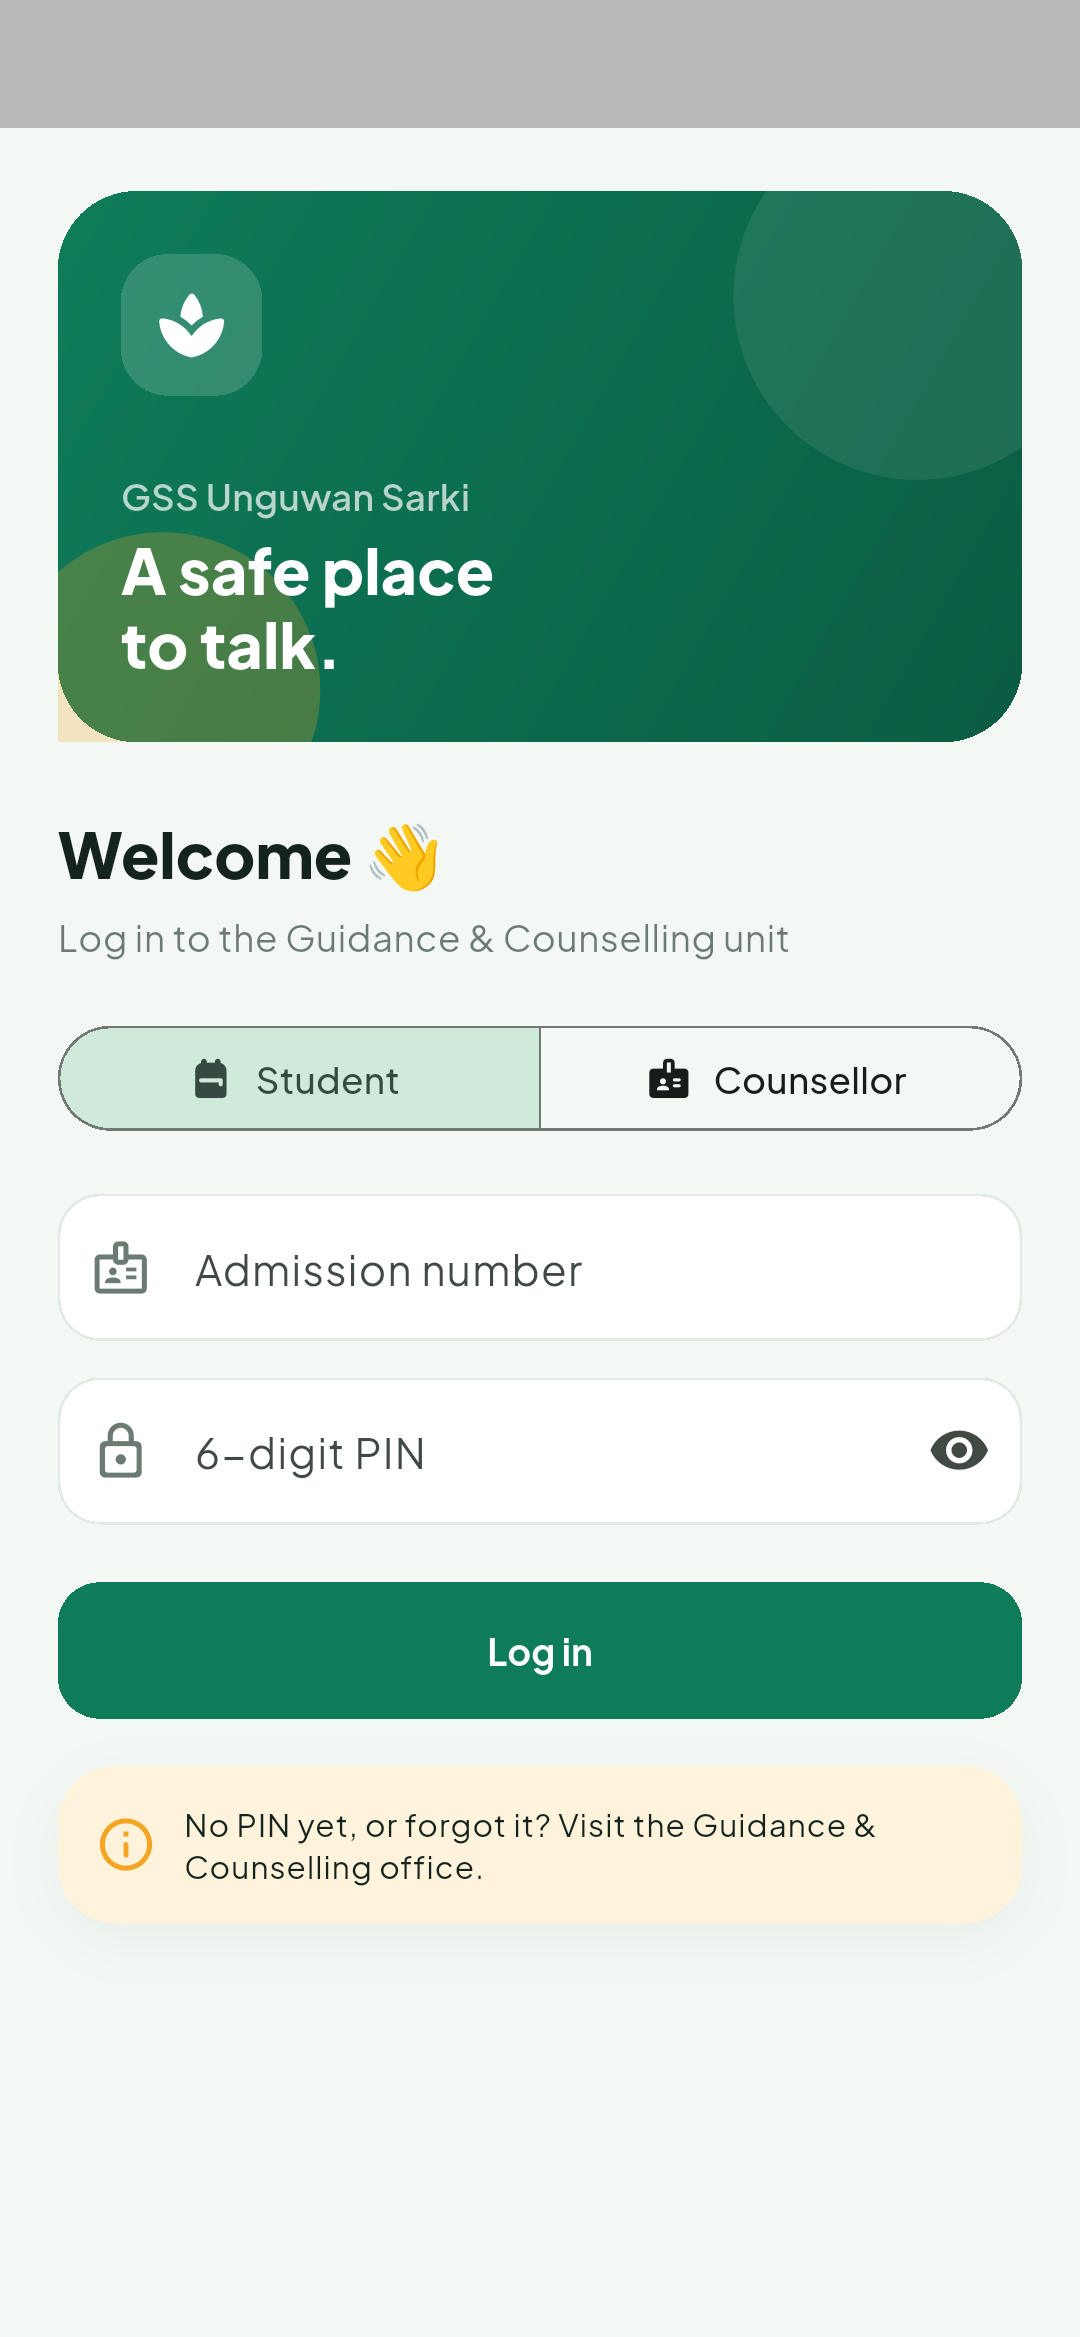 GSS Unguwan Sarki
A safe place
to talk.
Welcome 👋
Log in to the Guidance & Counselling unit
Student
Counsellor
Admission number
6-digit PIN
Log in
No PIN yet, or forgot it? Visit the Guidance &
Counselling office.